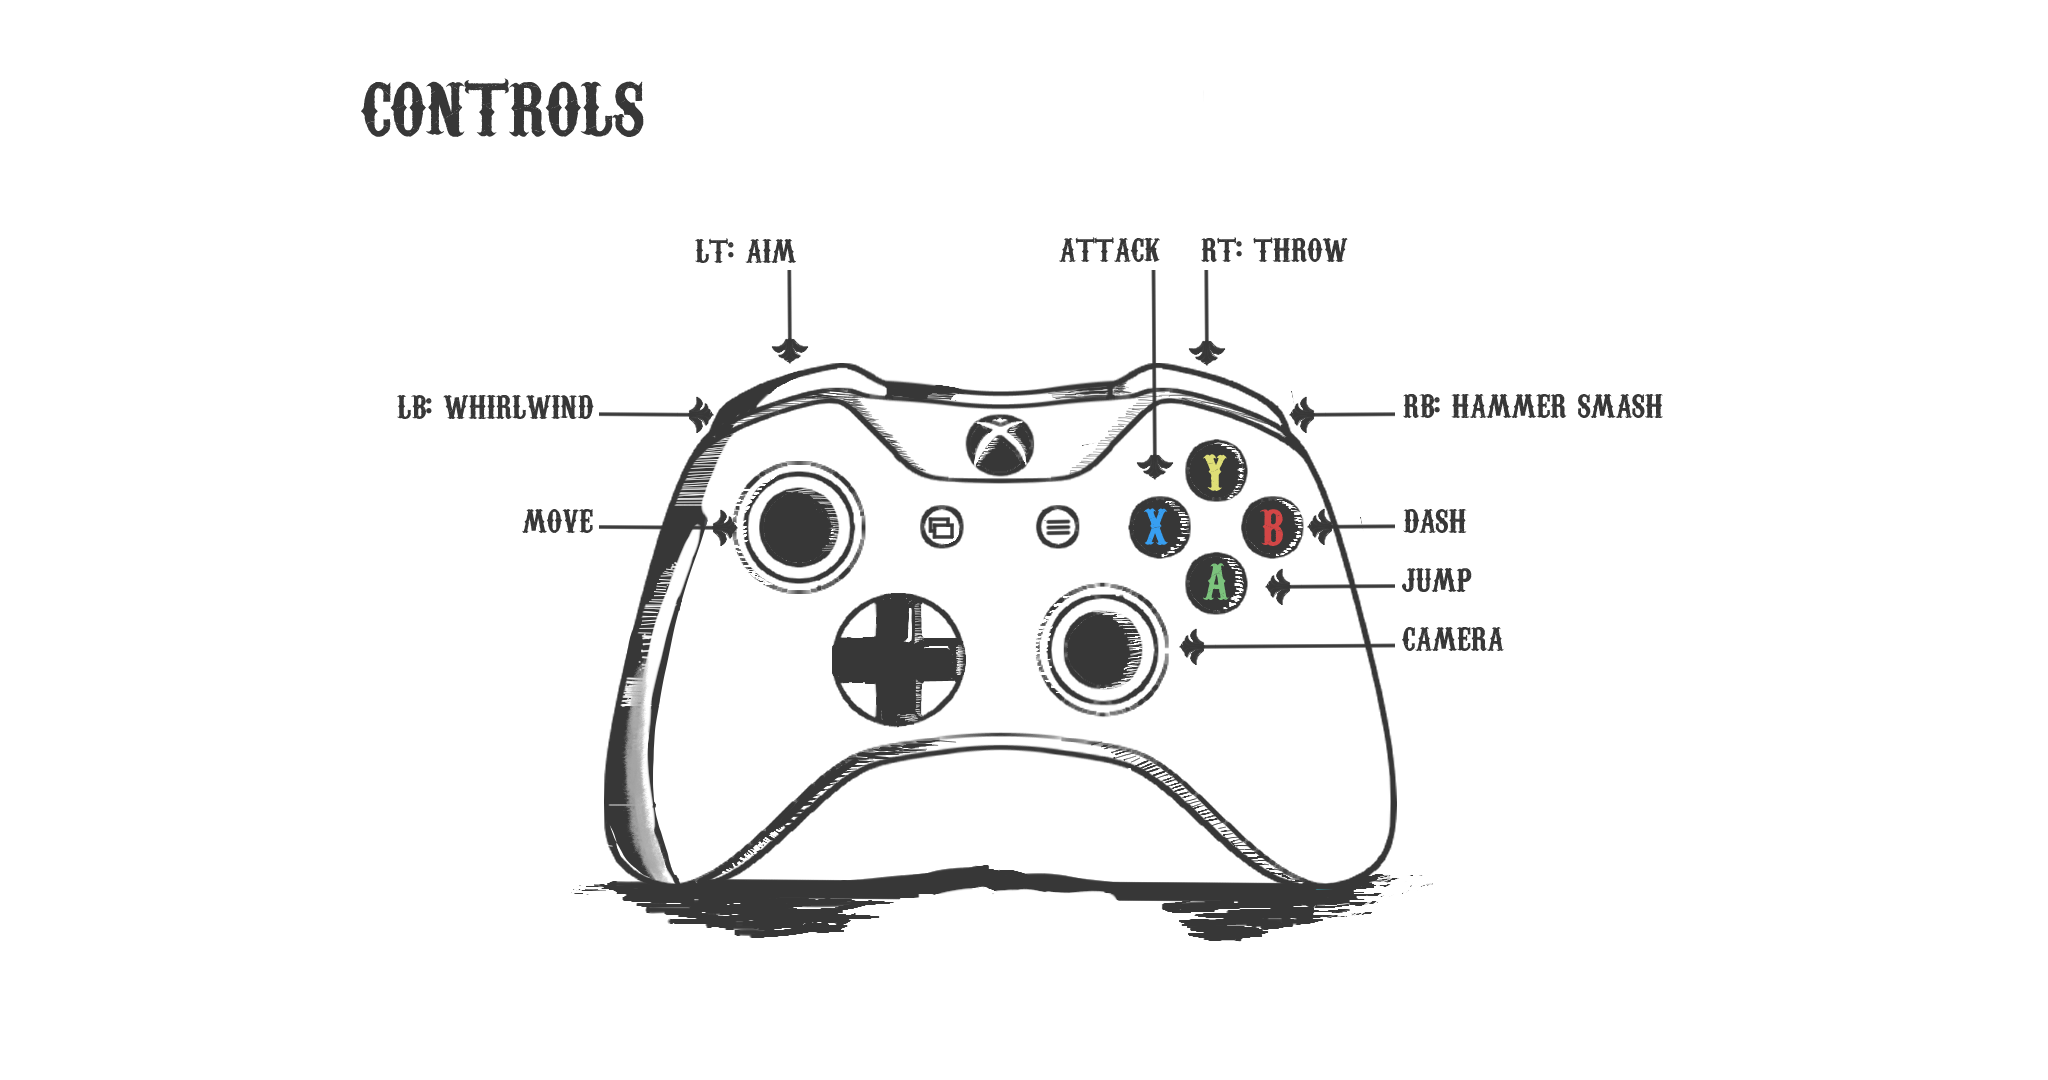 CONTROLS
LT: AIM
ATTACK
RT: THROW
LB: WHIRLWIND
RB: HAMMER SMASH
Y
MOVE
X
B
DASH
A
JUMP
CAMERA